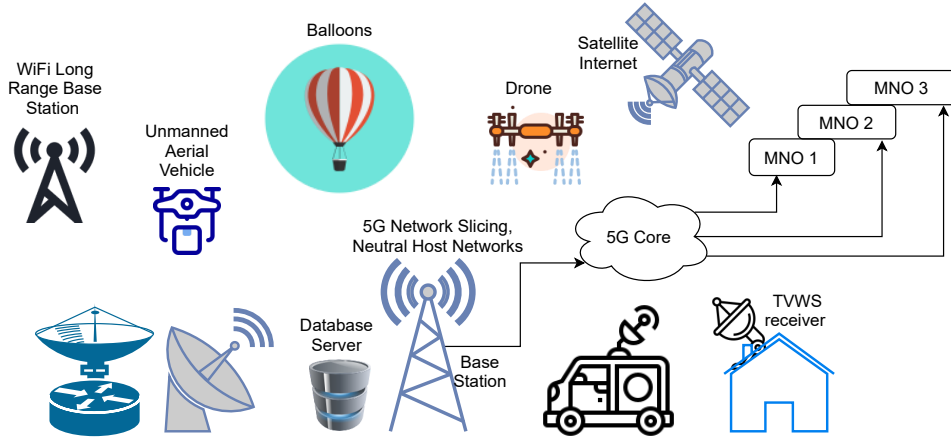 Balloons
Satellite
Internet
WiFi Long
Range Base
Station
Drone
MNO 3
MNO 2
MNO 1
Unmanned
Aerial
Vehicle
5G Network Slicing,
Neutral Host Networks
5G Core
Database
Server
Base
Station
TVWS
receiver